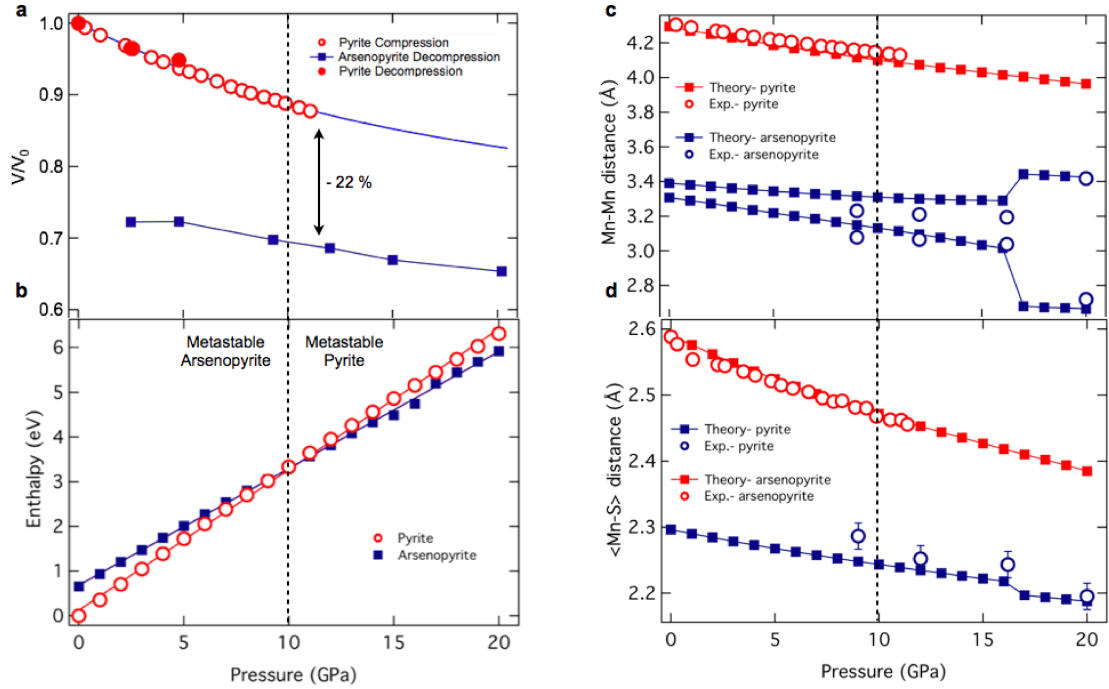 a
1.0
0.9
0.8
0.7
0.6
V/V0
Pyrite Compression
Arsenopyrite Decompression
Pyrite Decompression
- 22 %
b
6
5
4
3
2
1
0
Enthalpy (eV)
Metastable Arsenopyrite
Metastable Pyrite
Pyrite
Arsenopyrite
0
5
10
15
20
Pressure (GPa)
c
4.2
4.0
3.8
3.6
3.4
3.2
3.0
2.8
Mn-Mn distance (Å)
Theory- pyrite
Exp.- pyrite
Theory- arsenopyrite
Exp.- arsenopyrite
d
2.6
2.5
2.4
2.3
2.2
<Mn-S> distance (Å)
Theory- pyrite
Exp.- pyrite
Theory- arsenopyrite
Exp.- arsenopyrite
0
5
10
15
20
Pressure (GPa)